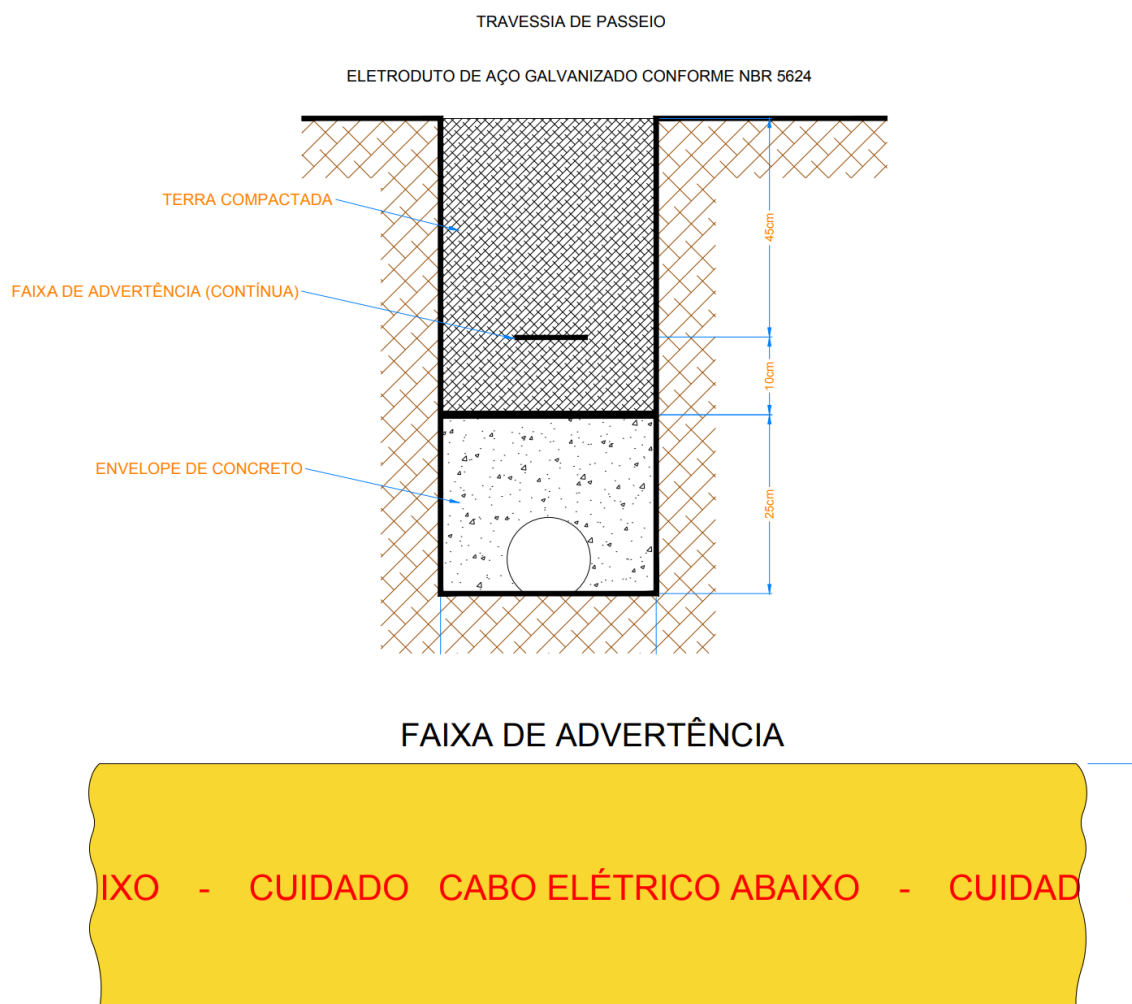 TRAVESSIA DE PASSEIO
ELETRODUTO DE AÇO GALVANIZADO CONFORME NBR 5624
TERRA COMPACTADA
45cm
FAIXA DE ADVERTÊNCIA (CONTÍNUA)
10cm
ENVELOPE DE CONCRETO
25cm
FAIXA DE ADVERTÊNCIA
IXO - CUIDADO CABO ELÉTRICO ABAIXO - CUIDAD